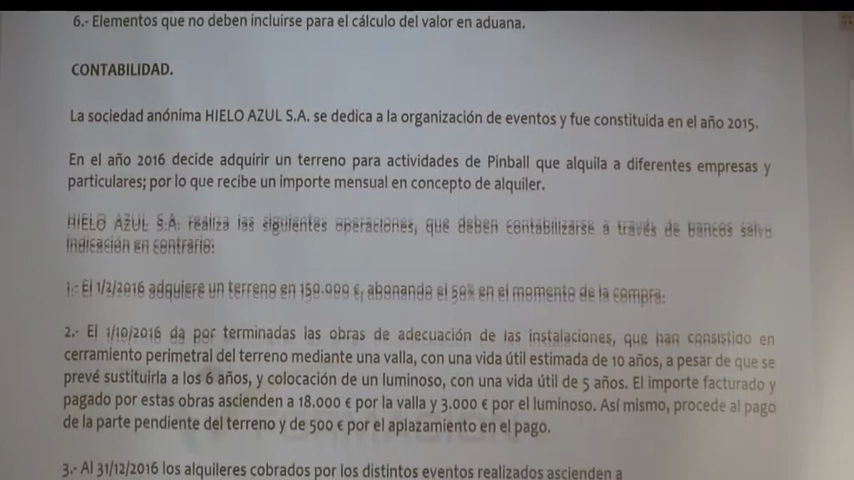 6.- Elementos que no deben incluirse para el cálculo del valor en aduana.
CONTABILIDAD.
La sociedad anónima HIELO AZUL S.A. se dedica a la organización de eventos y fue constituida en el año 2015.
En el año 2016 decide adquirir un terreno para actividades de Pinball que alquila a diferentes empresas y
particulares; por lo que recibe un importe mensual en concepto de alquiler.
HIELO AZUL S.A. realiza las siguientes operaciones, que deben contabilizarse a través de bancos salvo
indicación en contrario:
1.- El 1/2/2016 adquiere un terreno en 150.000 €, abonando el 50% en el momento de la compra.
2.- El 1/10/2016 da por terminadas las obras de adecuación de las instalaciones, que han consistido en
cerramiento perimetral del terreno mediante una valla, con una vida útil estimada de 10 años, a pesar de que se
prevé sustituirla a los 6 años, y colocación de un luminoso, con una vida útil de 5 años. El importe facturado y
pagado por estas obras ascienden a 18.000 € por la valla y 3.000 € por el luminoso. Así mismo, procede al pago
de la parte pendiente del terreno y de 500 € por el aplazamiento en el pago.
3.- Al 31/12/2016 los alquileres cobrados por los distintos eventos realizados ascienden a